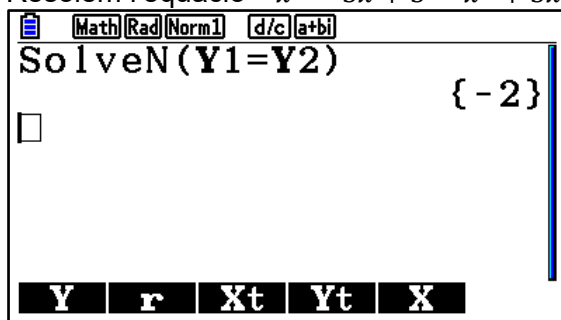 Math Rad Norm1 d/c a+bi
SolveN(Y1=Y2)
{-2}
Y r Xt Yt X